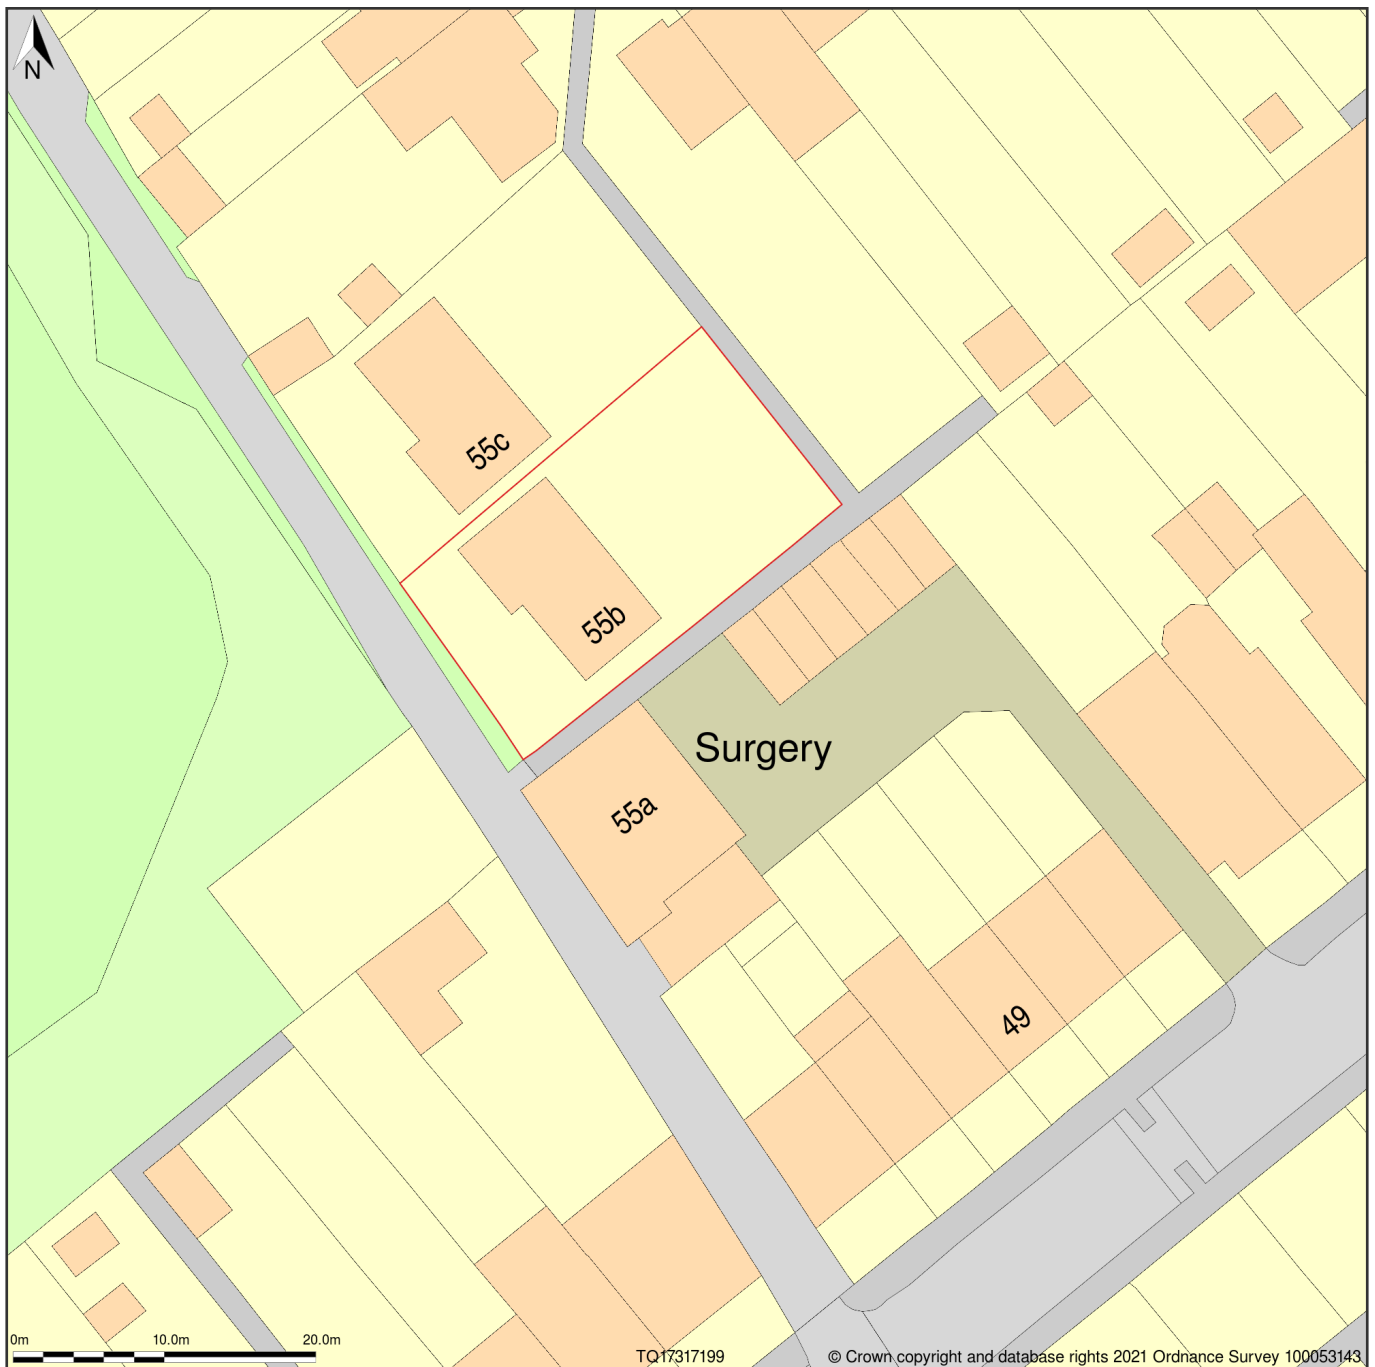 N
55c
55b
Surgery
55a
49
0m 10.0m 20.0m
TQ17317199
© Crown copyright and database rights 2021 Ordnance Survey 100053143